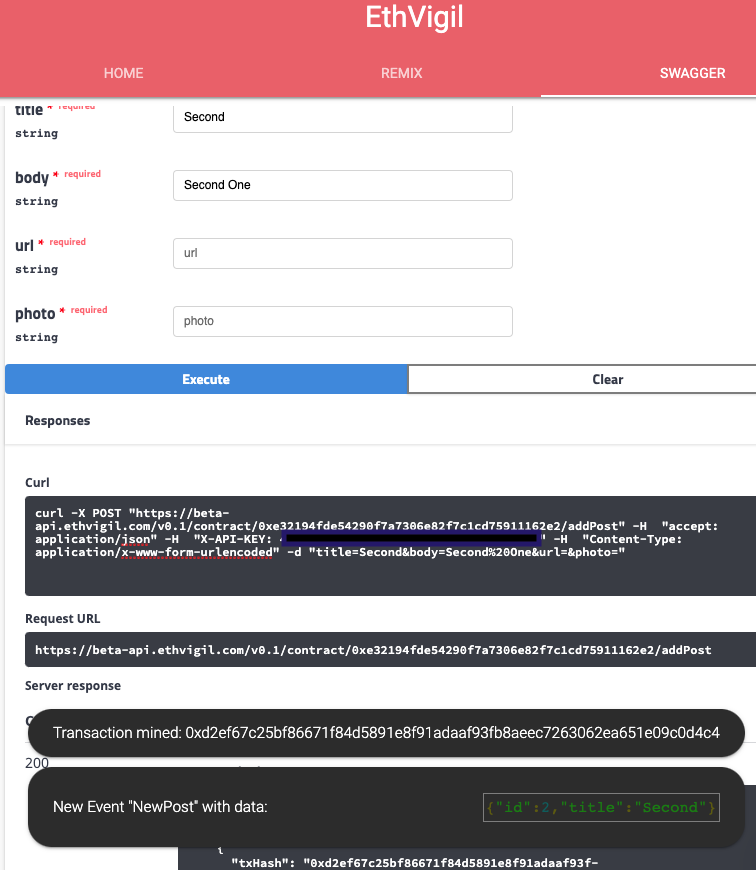 EthVigil
HOME REMIX SWAGGER
title * required
string
Second
body * required
string
Second One
url * required
string
url
photo * required
string
photo
Execute Clear
Responses
Curl
curl -X POST "https://beta-
api.ethvigil.com/v0.1/contract/0xe32194fde54290f7a7306e82f7c1cd75911162e2/addPost" -H "accept:
application/json" -H "X-API-KEY: " -H "Content-Type:
application/x-www-form-urlencoded" -d "title=Second&body=Second%20One&url=&photo="
Request URL
https://beta-api.ethvigil.com/v0.1/contract/0xe32194fde54290f7a7306e82f7c1cd75911162e2/addPost
Server response
Transaction mined: 0xd2ef67c25bf86671f84d5891e8f91adaaf93fb8aeec7263062ea651e09c0d4c4
200
New Event "NewPost" with data: {"id":2,"title":"Second"}
{
"txHash": "0xd2ef67c25bf86671f84d5891e8f91adaaf93f-